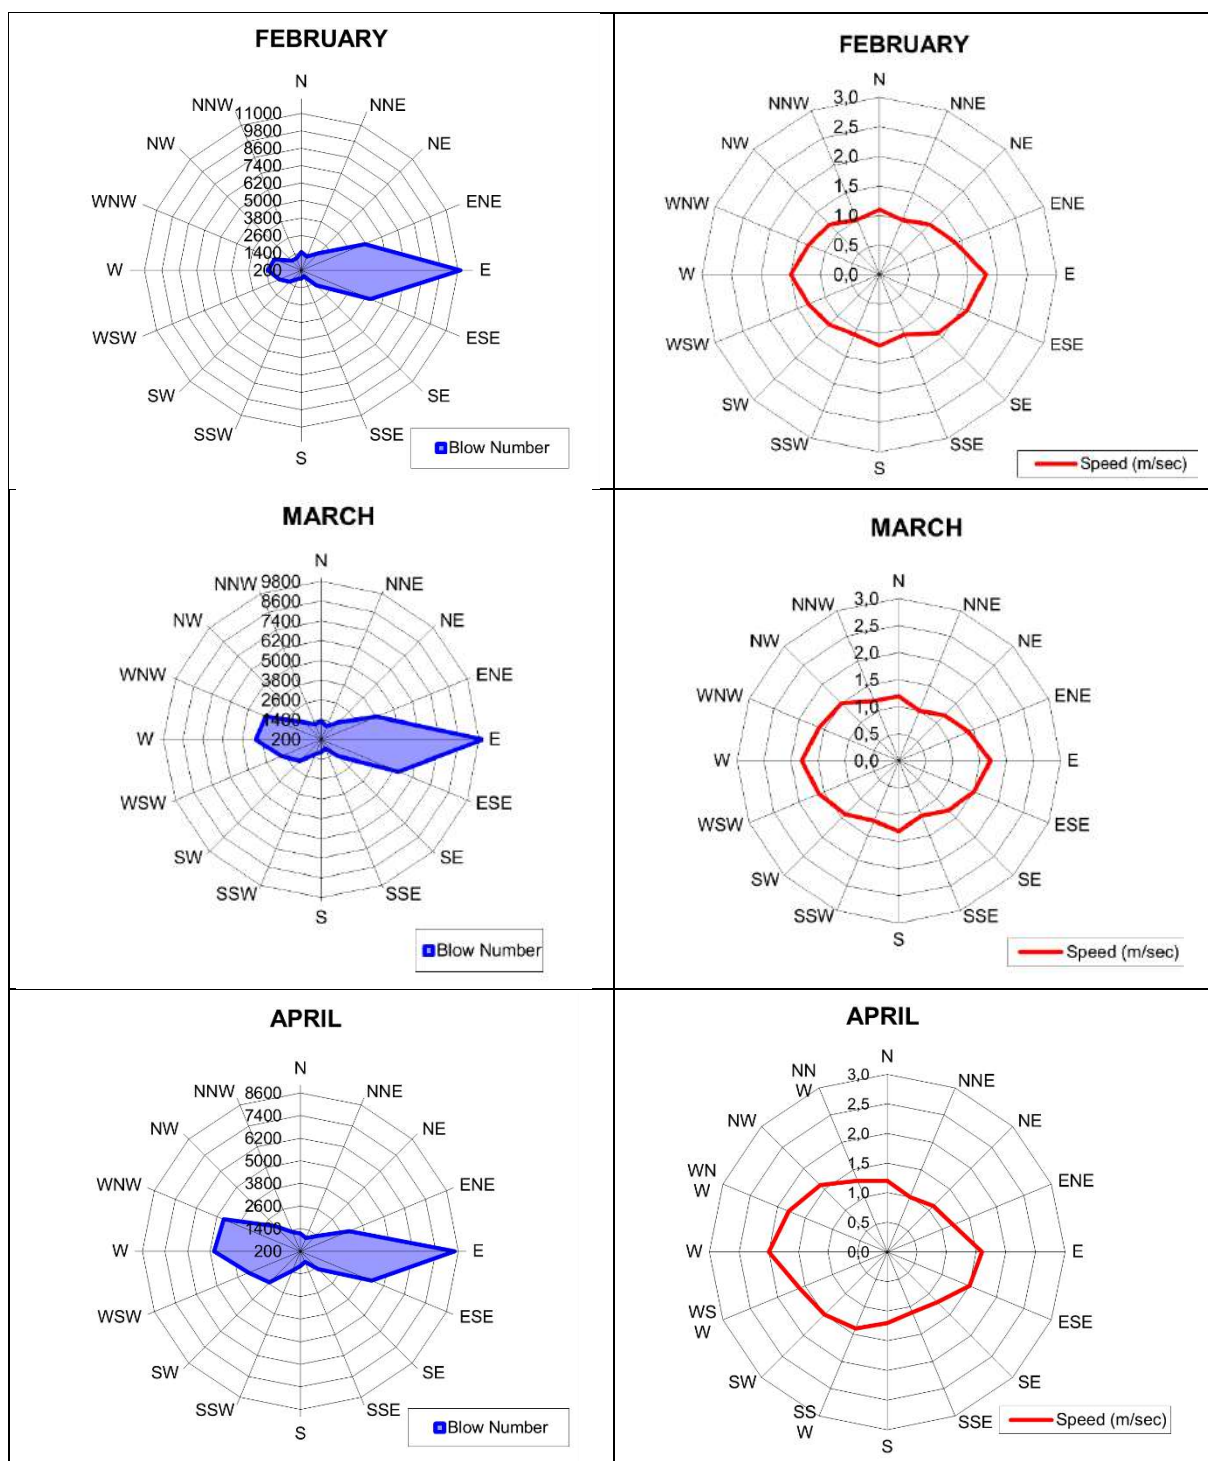 FEBRUARY
N
NNW
NNE
11000
9800
NW
NE
8600
7400
6200
WNW
ENE
5000
3800
2600
1400
W
200
E
WSW
ESE
SW
SE
SSW
SSE
S
Blow Number
FEBRUARY
N
NNW
3,0
NNE
2,5
NW
NE
2,0
1,5
WNW
ENE
1,0
0,5
W
0,0
E
WSW
ESE
SW
SE
SSW
SSE
S
Speed (m/sec)
MARCH
N
NNW
9800
NNE
8600
NW
NE
7400
6200
WNW
5000
ENE
3800
2600
1400
W
200
E
WSW
ESE
SW
SE
SSW
SSE
S
Blow Number
MARCH
N
NNW
3,0
NNE
2,5
NW
NE
2,0
1,5
WNW
ENE
1,0
0,5
W
0,0
E
WSW
ESE
SW
SE
SSW
SSE
S
Speed (m/sec)
APRIL
N
NNW
8600
NNE
7400
NW
NE
6200
5000
WNW
ENE
3800
2600
1400
W
200
E
WSW
ESE
SW
SE
SSW
SSE
S
Blow Number
APRIL
N
NN
W
3,0
NNE
2,5
NW
NE
2,0
1,5
WN
W
ENE
1,0
0,5
W
0,0
E
WS
W
ESE
SW
SE
SS
W
SSE
S
Speed (m/sec)